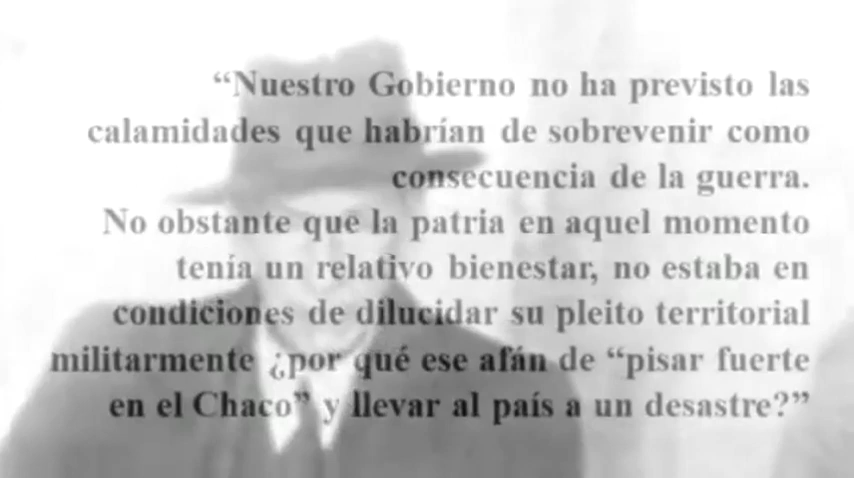 “Nuestro Gobierno no ha previsto las
calamidades que habrían de sobrevenir como
consecuencia de la guerra.
No obstante que la patria en aquel momento
tenía un relativo bienestar, no estaba en
condiciones de dilucidar su pleito territorial
militarmente ¿por qué ese afán de “pisar fuerte
en el Chaco” y llevar al país a un desastre?”